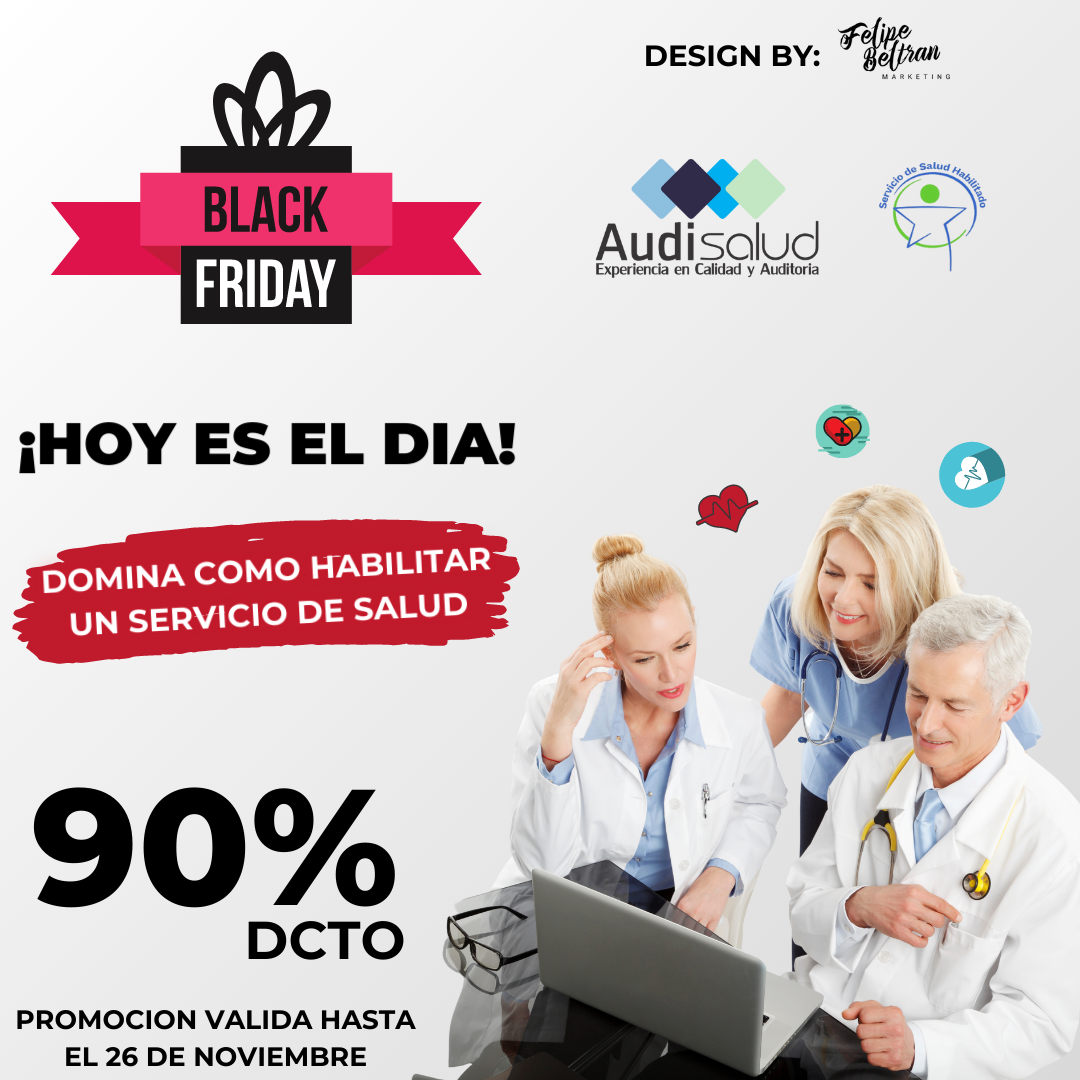 DESIGN BY:
Felipe
Beltran
MARKETING
BLACK
FRIDAY
Audisalud
Experiencia en Calidad y Auditoria
Servicio de Salud Habilitado
¡HOY ES EL DIA!
DOMINA COMO HABILITAR
UN SERVICIO DE SALUD
90%
DCTO
PROMOCION VALIDA HASTA
EL 26 DE NOVIEMBRE